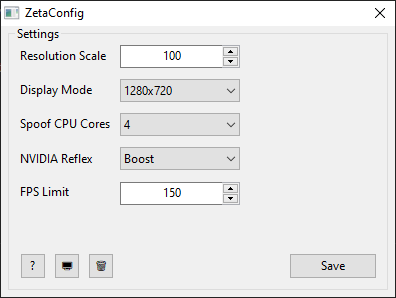 ZetaConfig
Settings
Resolution Scale 100
Display Mode 1280x720
Spoof CPU Cores 4
NVIDIA Reflex Boost
FPS Limit 150
? Save